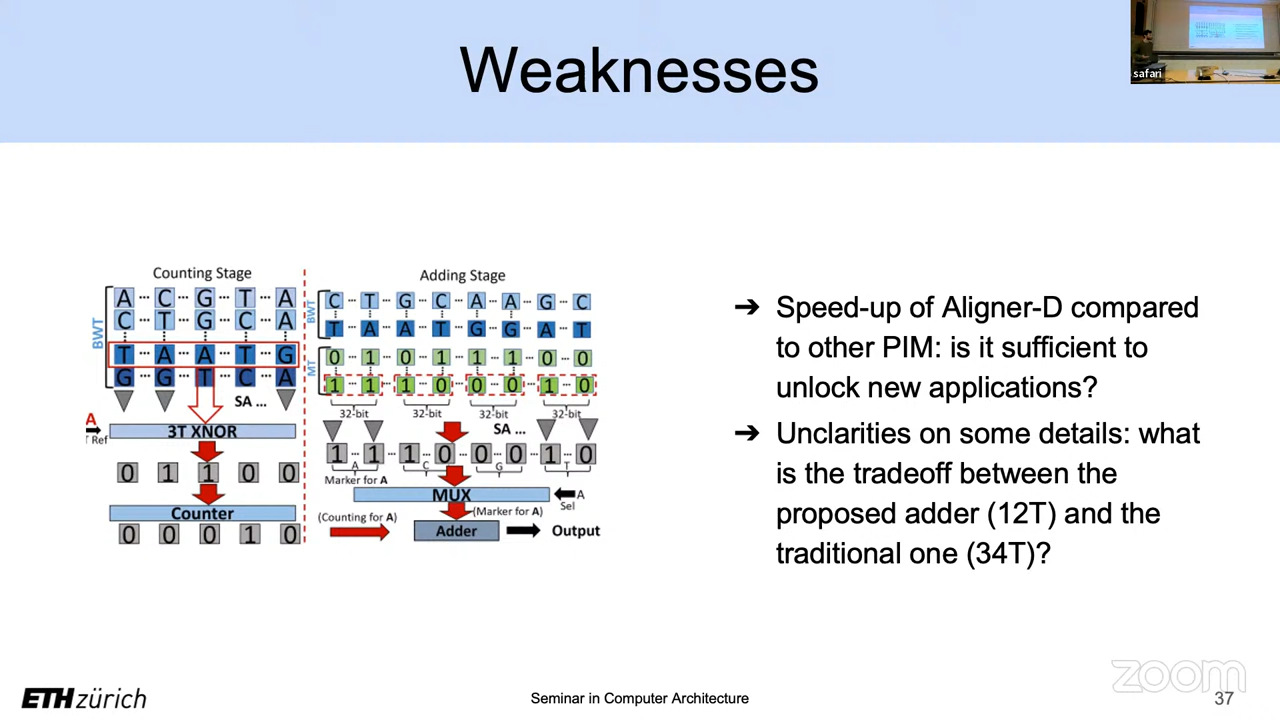 Weaknesses
safari
Counting Stage
BWT
A ... C ... G ... T ... A
C ... T ... G ... C ... A
T ... A ... A ... T ... G
G ... G ... T ... C ... A
SA ...
A
T Ref
3T XNOR
0 1 1 0 0
Counter
0 0 0 1 0
Adding Stage
BWT
C ... T ... G ... C ... A ... A ... G ... C
T ... A ... A ... T ... G ... G ... A ... T
MT
0 ... 1 ... 0 ... 1 ... 1 ... 1 ... 0 ... 0
1 ... 1 1 ... 0 0 ... 0 1 ... 0
32-bit 32-bit 32-bit 32-bit
SA ...
1 ... 1 1 ... 0 0 ... 0 1 ... 0
A C G T
Marker for A
MUX
A
Sel
(Counting for A)
(Marker for A)
Adder
Output
➔ Speed-up of Aligner-D compared
to other PIM: is it sufficient to
unlock new applications?
➔ Unclarities on some details: what
is the tradeoff between the
proposed adder (12T) and the
traditional one (34T)?
ETH zürich
Seminar in Computer Architecture
zoom
37